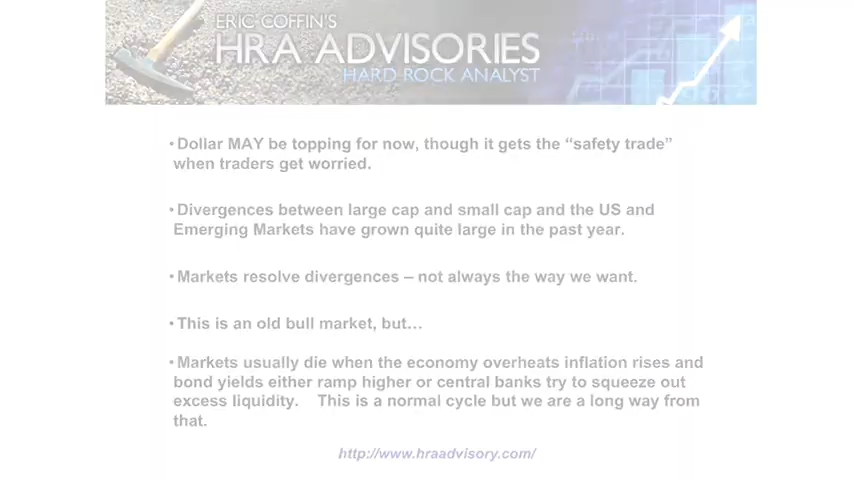 ERIC COFFIN'S
HRA ADVISORIES
HARD ROCK ANALYST
• Dollar MAY be topping for now, though it gets the “safety trade”
when traders get worried.
• Divergences between large cap and small cap and the US and
Emerging Markets have grown quite large in the past year.
• Markets resolve divergences – not always the way we want.
• This is an old bull market, but…
• Markets usually die when the economy overheats inflation rises and
bond yields either ramp higher or central banks try to squeeze out
excess liquidity. This is a normal cycle but we are a long way from
that.
http://www.hraadvisory.com/